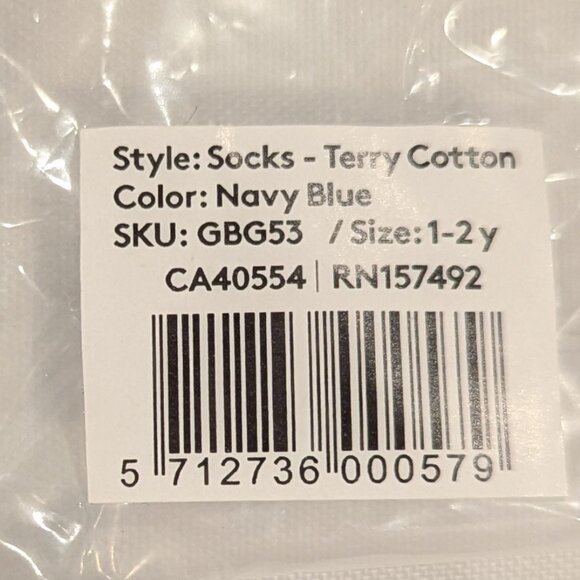 Style: Socks - Terry Cotton
Color: Navy Blue
SKU: GBG53 / Size: 1-2 y
CA40554 | RN157492
5 712736 000579